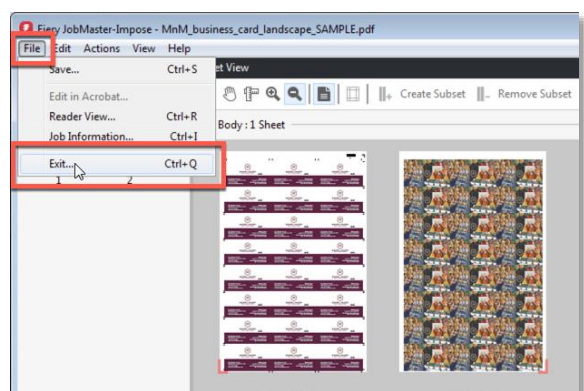 Fiery JobMaster-Impose - MnM_business_card_landscape_SAMPLE.pdf
File Edit Actions View Help
Save... Ctrl+S
et View
Edit in Acrobat...
Create Subset Remove Subset
Reader View... Ctrl+R
Body : 1 Sheet
Job Information... Ctrl+I
Exit... Ctrl+Q
1 2